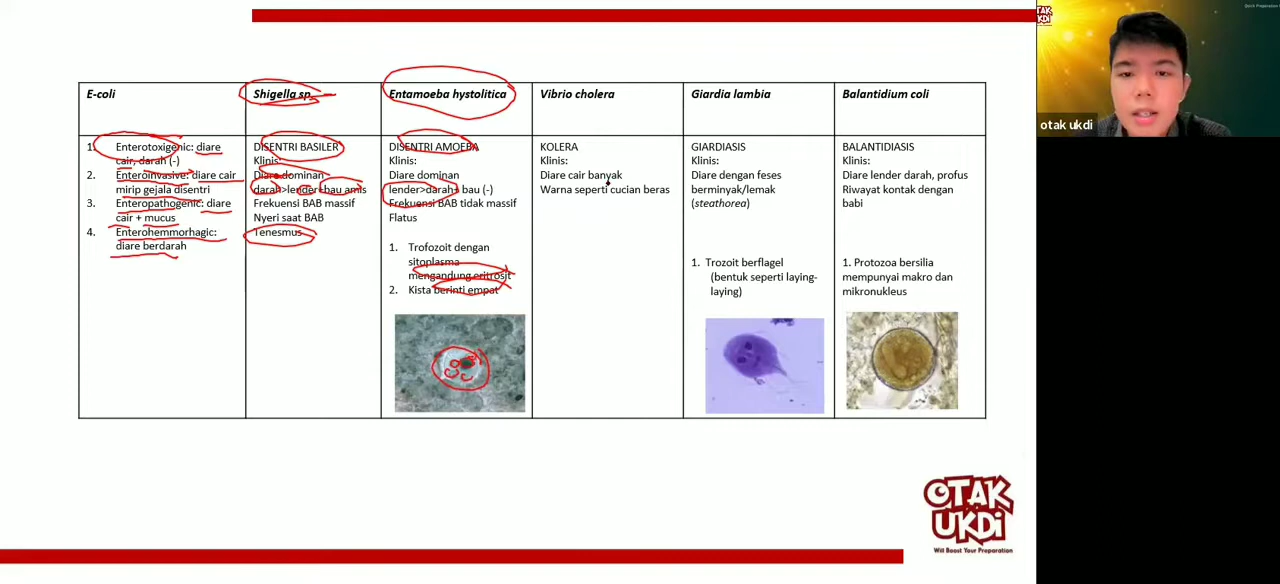 E-coli
Shigella sp
Entamoeba hystolitica
Vibrio cholera
Giardia lambia
Balantidium coli
1. Enterotoxigenic: diare
cair, darah (-)
2. Enteroinvasive: diare cair
mirip gejala disentri
3. Enteropathogenic: diare
cair + mucus
4. Enterohemmorhagic:
diare berdarah
DISENTRI BASILER
Klinis:
Diare dominan
darah>lender+bau amis
Frekuensi BAB massif
Nyeri saat BAB
Tenesmus
DISENTRI AMOEBA
Klinis:
Diare dominan
lender>darah+ bau (-)
Frekuensi BAB tidak massif
Flatus
1. Trofozoit dengan
sitoplasma
mengandung eritrosit
2. Kista berinti empat
KOLERA
Klinis:
Diare cair banyak
Warna seperti cucian beras
GIARDIASIS
Klinis:
Diare dengan feses
berminyak/lemak
(steathorea)
1. Trozoit berflagel
(bentuk seperti laying-
laying)
BALANTIDIASIS
Klinis:
Diare lender darah, profus
Riwayat kontak dengan
babi
1. Protozoa bersilia
mempunyai makro dan
mikronukleus
OTAK
UKDI
Will Boost Your Preparation
OTAK
UKDI
otak ukdi